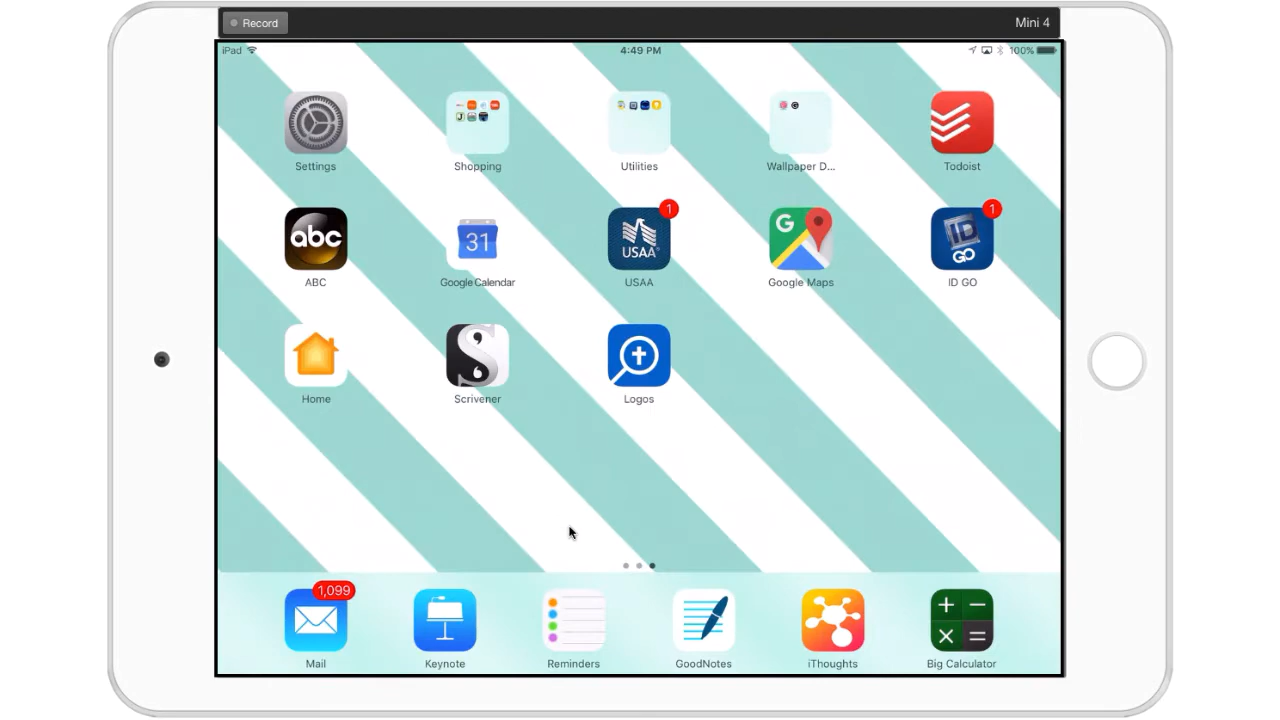 Record
Mini 4
iPad
4:49 PM
100%
Settings
Shopping
Utilities
Wallpaper D...
Todoist
abc
ABC
31
Google Calendar
1
USAA
USAA
G
Google Maps
1
ID
GO
ID GO
Home
S
Scrivener
Logos
1,099
Mail
Keynote
Reminders
GoodNotes
iThoughts
+ −
× =
Big Calculator